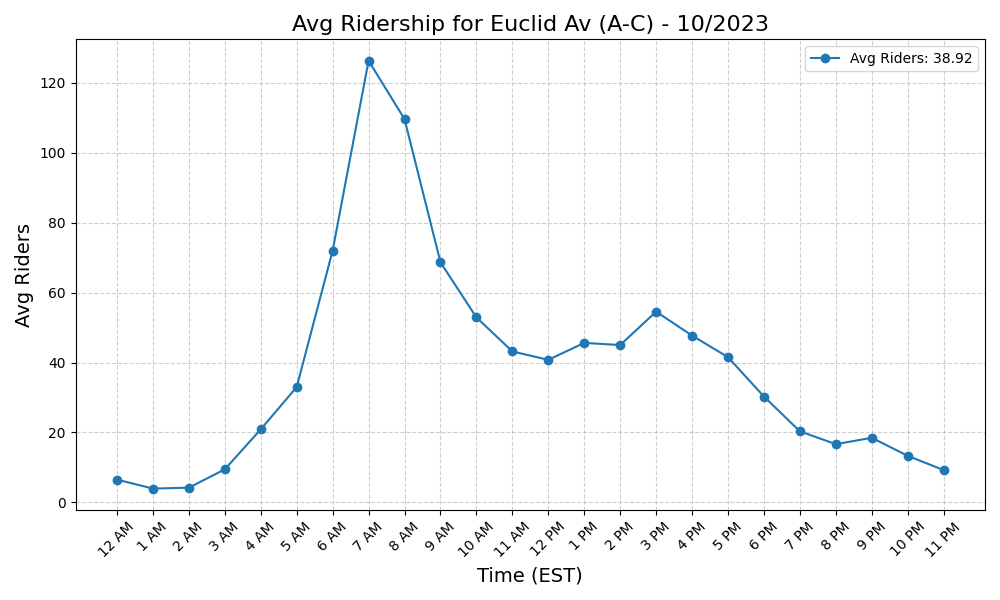 Avg Ridership for Euclid Av (A-C) - 10/2023
Avg Riders: 38.92
Avg Riders
120
100
80
60
40
20
0
12 AM
1 AM
2 AM
3 AM
4 AM
5 AM
6 AM
7 AM
8 AM
9 AM
10 AM
11 AM
12 PM
1 PM
2 PM
3 PM
4 PM
5 PM
6 PM
7 PM
8 PM
9 PM
10 PM
11 PM
Time (EST)